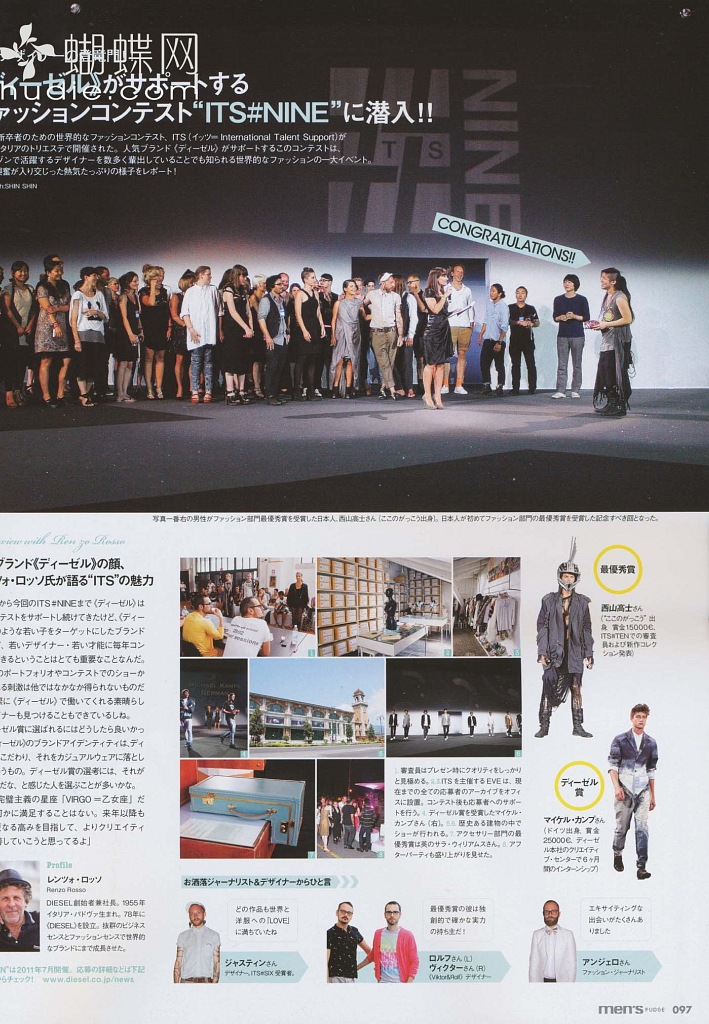 蝴蝶网
hudie.com
ディーゼル》がサポートする
ァッションコンテスト“ITS#NINE”に潜入!!
新卒者のための世界的なファッションコンテスト、ITS(イッツ=International Talent Support)が
タリアのトリエステで開催された。人気ブランド《ディーゼル》がサポートするこのコンテストは、
ゾンで活躍するデザイナーを数多く輩出していることでも知られる世界的なファッションの一大イベント。
興奮が入り交じった熱気たっぷりの様子をレポート!
SHIN SHIN
ITS
NINE
CONGRATULATIONS!!
写真一番右の男性がファッション部門最優秀賞を受賞した日本人、西山高士さん(ここのがっこう出身)。日本人が初めてファッション部門の最優秀賞を受賞した記念すべき回となった。
view with Renzo Rosso
ブランド《ディーゼル》の顔、
ツォ・ロッソ氏が語る“ITS”の魅力
から今回のITS#NINEまで《ディーゼル》は
テストをサポートし続けてきたけど、《ディー
のような若い子をターゲットにしたブランド
、若いデザイナー・若い才能に毎年コン
きるということはとても重要なことなんだ。
のポートフォリオやコンテストでのショーか
る刺激は他ではなかなか得られないものだ
に《ディーゼル》で働いてくれる素晴らし
ナーも見つけることもできているしね。
ーゼル賞に選ばれるにはどうしたら良いかっ
ィーゼル》のブランドアイデンティティは、ディ
こだわり、それをカジュアルウェアに落とし
うもの。ディーゼル賞の選考には、それが
だな、と感じた人を選ぶことが多いかな。
完璧主義の星座「VIRGO=乙女座」だ
何かに満足することはない。来年以降も
なる高みを目指して、よりクリエイティ
していこうと思ってるよ」
Profile
レンツォ・ロッソ
Renzo Rosso
DIESEL創始者兼社長。1955年
イタリア・パドヴァ生まれ。78年に
《DIESEL》を設立。抜群のビジネス
センスとファッションセンスで世界的
なブランドにまで成長させた。
N”は2011年7月開催。応募の詳細などは下記
らチェック! www.diesel.co.jp/news
MICHAEL KAMPE
GERMANY
1. 審査員はプレゼン時にクオリティをしっかり
と見極める。2.3.ITSを主催するEVEは、現
在までの全ての応募者のアーカイブをオフィ
スに設置。コンテスト後も応募者へのサポー
トを行う。4. ディーゼル賞を受賞したマイケル・
カンプさん(右)。5.6. 歴史ある建物の中で
ショーが行われる。7. アクセサリー部門の最
優秀賞は英のサラ・ウィリアムスさん。8. ア
フターパーティも盛り上がりを見せた。
最優秀賞
西山高士さん
(“ここのがっこう”出
身 賞金15000€、
ITS#TENでの審査
員および新作コレク
ション発表)
ディーゼル
賞
マイケル・カンプさん
(ドイツ出身、賞金
25000€、ディーゼ
ル本社のクリエイティ
ブ・センターで6ヶ月
間のインターンシップ)
お洒落ジャーナリスト&デザイナーからひと言
どの作品も世界と
洋服への「LOVE」
に満ちていたね
ジャスティンさん
デザイナー、ITS#SIX 受賞者。
最優秀賞の彼は独
創的で確かな実力
の持ち主だ!
ロルフさん(L)
ヴィクターさん(R)
(Viktor&Rolf) デザイナー
エキサイティングな
出会いがたくさんあ
りました
アンジェロさん
ファッション・ジャーナリスト
men's FUDGE 097